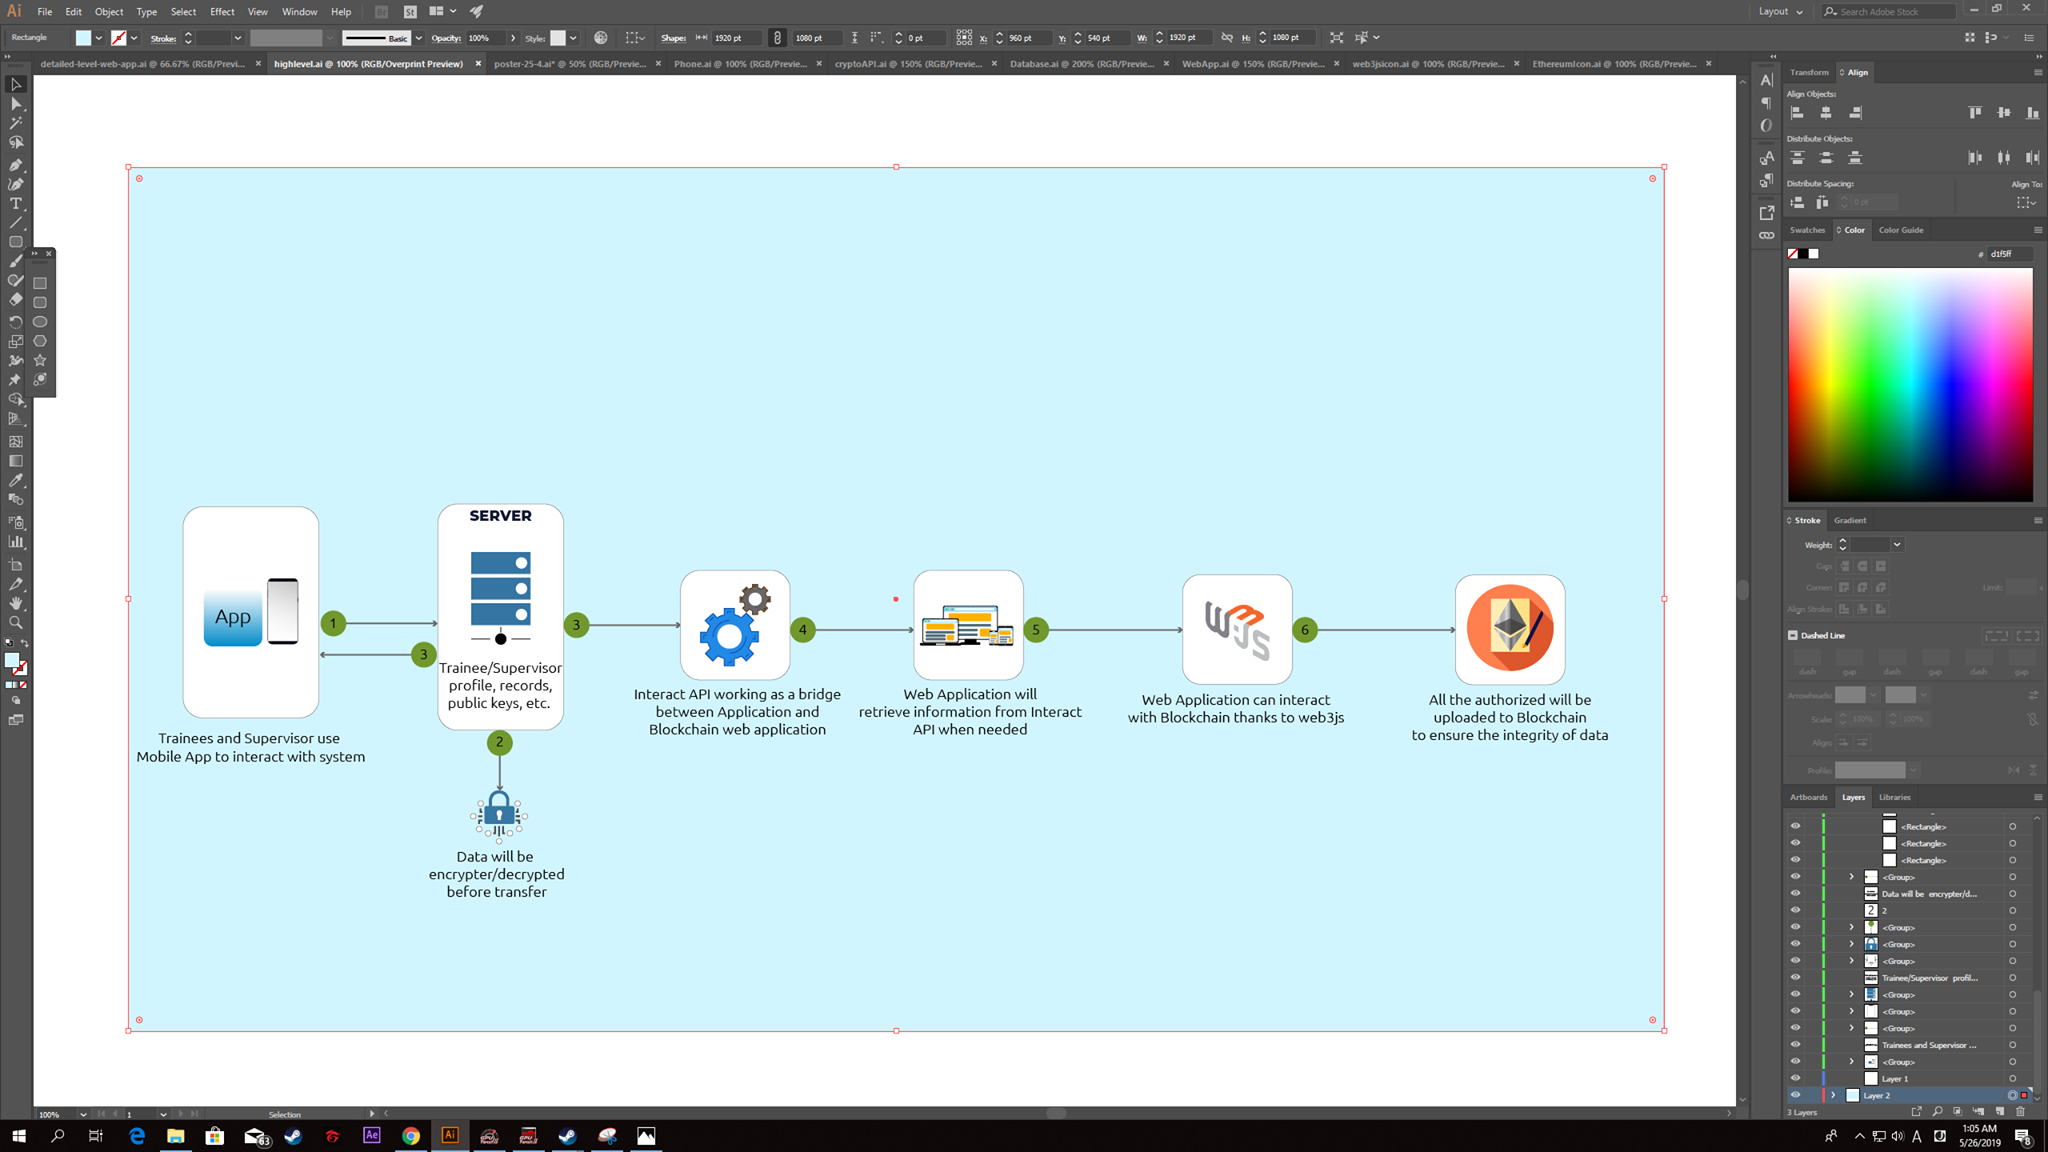 Ai File Edit Object Type Select Effect View Window Help Br St Layout Search Adobe Stock
Rectangle Stroke: Basic Opacity: 100% Style: Shape: 1920 pt 1080 pt 0 pt X: 960 pt Y: 540 pt W: 1920 pt H: 1080 pt
detailed-level-web-app.ai @ 66.67% (RGB/Previ... highlevel.ai @ 100% (RGB/Overprint Preview) poster-25-4.ai* @ 50% (RGB/Previe... Phone.ai @ 100% (RGB/Previe... cryptoAPI.ai @ 150% (RGB/Previe... Database.ai @ 200% (RGB/Previe... WebApp.ai @ 150% (RGB/Previe... web3jsicon.ai @ 100% (RGB/Previe... EthereumIcon.ai @ 100% (RGB/Previe...
SERVER
App
1
3
Trainee/Supervisor
profile, records,
public keys, etc.
Trainees and Supervisor use
Mobile App to interact with system
2
Data will be
encrypter/decrypted
before transfer
3
Interact API working as a bridge
between Application and
Blockchain web application
4
Web Application will
retrieve information from Interact
API when needed
5
W3JS
Web Application can interact
with Blockchain thanks to web3js
6
All the authorized will be
uploaded to Blockchain
to ensure the integrity of data
Transform Align
Align Objects:
Distribute Objects:
Distribute Spacing: Align To:
0 pt
Swatches Color Color Guide
# d1f5ff
Stroke Gradient
Weight:
Cap:
Corner: Limit:
Align Stroke:
Dashed Line
dash gap dash gap dash gap
Arrowheads:
Scale: 100% 100%
Align:
Profile:
Artboards Layers Libraries
<Rectangle>
<Rectangle>
<Rectangle>
<Group>
Data will be encrypter/d...
2 2
<Group>
<Group>
<Group>
Trainee/Supervisor profil...
<Group>
<Group>
<Group>
Trainees and Supervisor ...
<Group>
Layer 1
Layer 2
3 Layers
100% 1 Selection
63 Ae Ai A 1:05 AM
5/26/2019 8